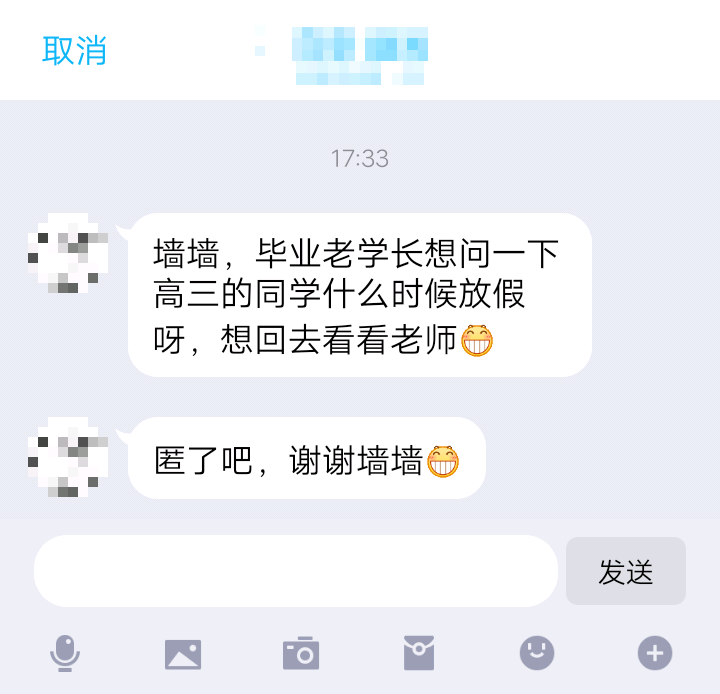 取消
17:33
墙墙，毕业老学长想问一下
高三的同学什么时候放假
呀，想回去看看老师
匿了吧，谢谢墙墙
发送